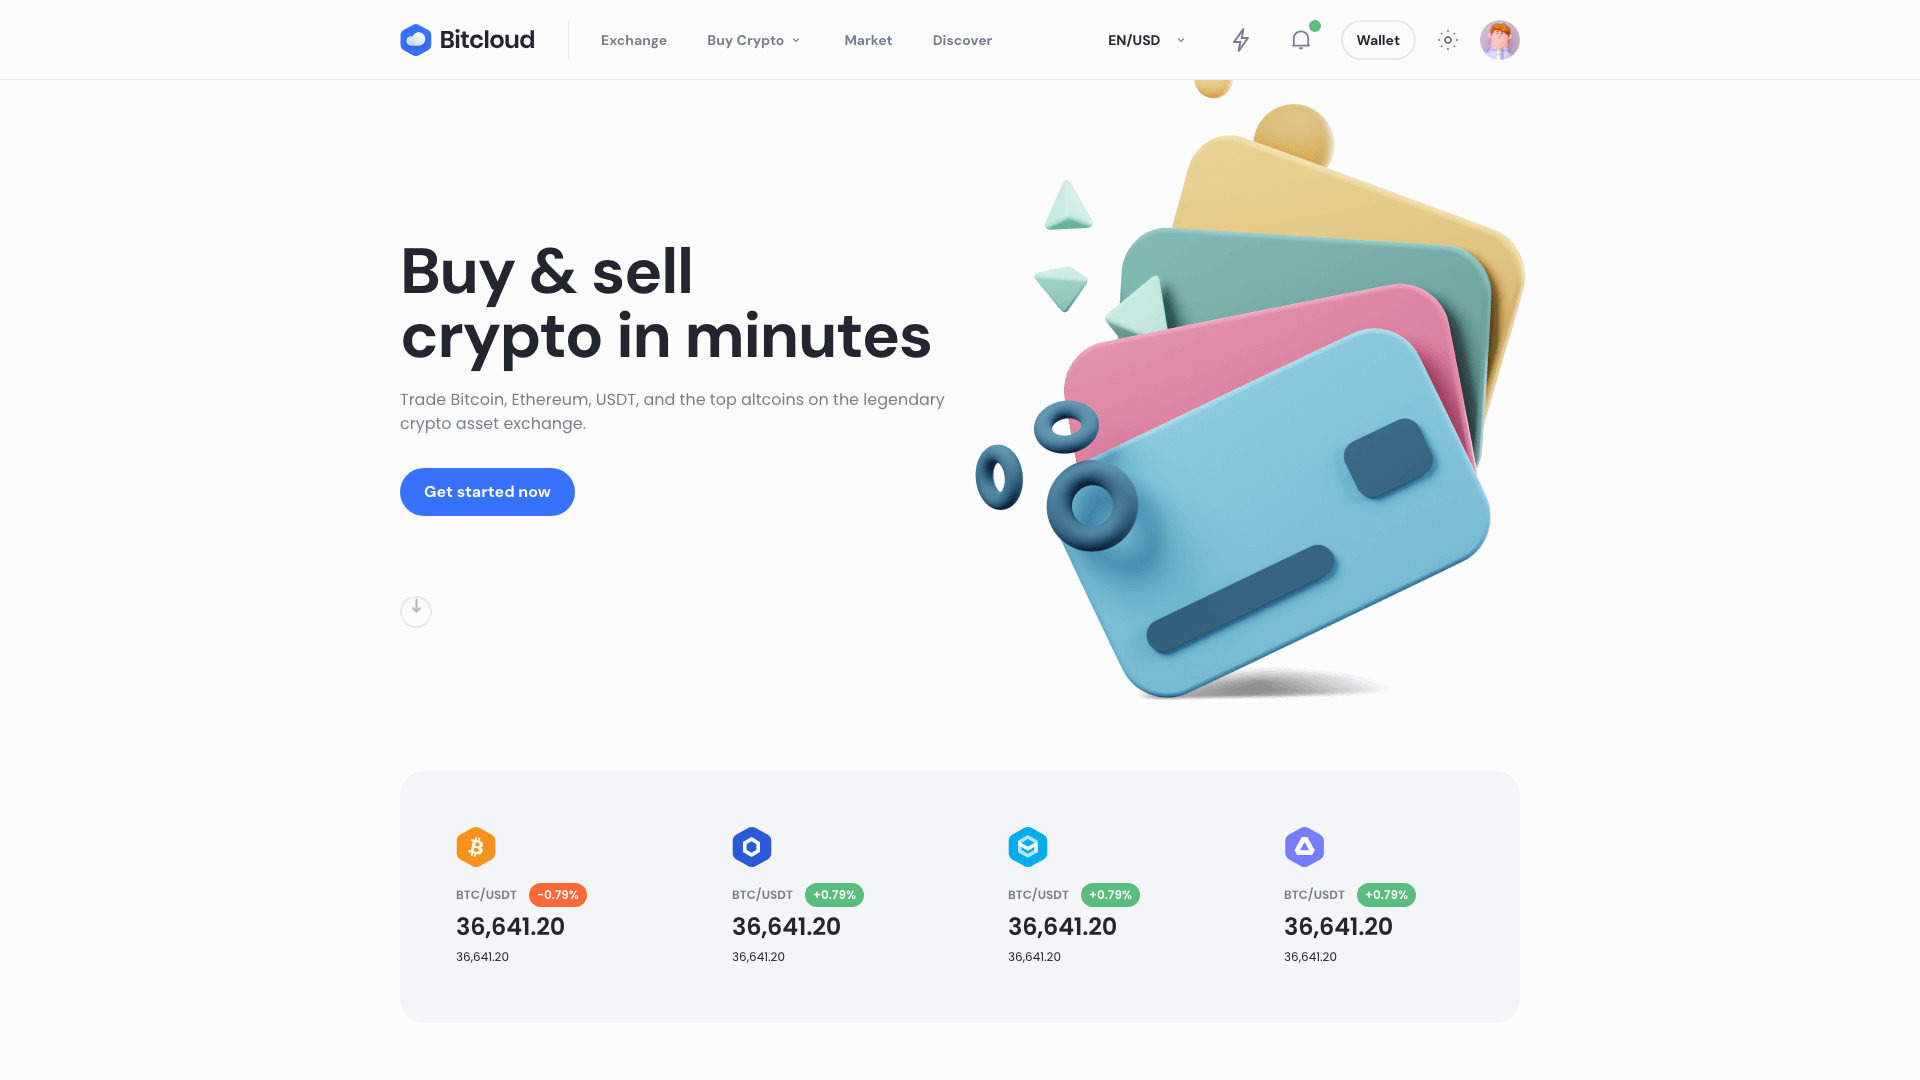 Bitcloud
Exchange
Buy Crypto
Market
Discover
EN/USD
Wallet
Buy & sell
crypto in minutes
Trade Bitcoin, Ethereum, USDT, and the top altcoins on the legendary
crypto asset exchange.
Get started now
BTC/USDT -0.79%
36,641.20
36,641.20
BTC/USDT +0.79%
36,641.20
36,641.20
BTC/USDT +0.79%
36,641.20
36,641.20
BTC/USDT +0.79%
36,641.20
36,641.20